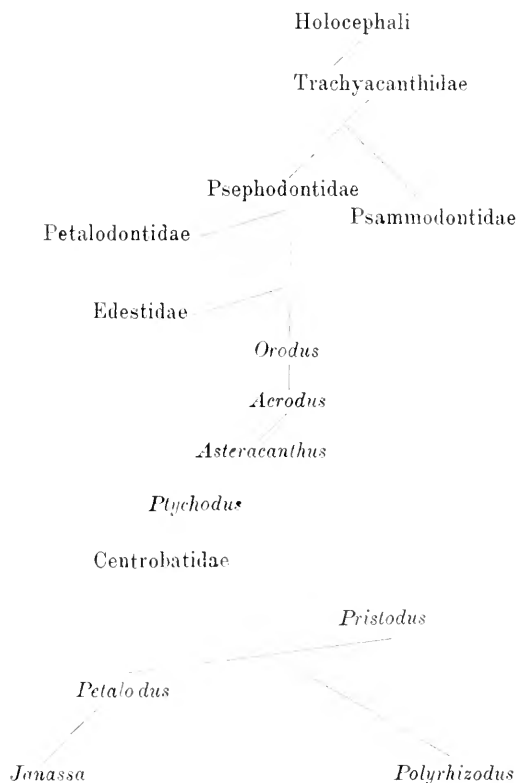 Holocephali
Trachyacanthidae
Psephodontidae
Psammodontidae
Petalodontidae
Edestidae
Orodus
Acrodus
Asteracanthus
Ptychodus
Centrobatidae
Pristodus
Petalodus
Janassa
Polyrhizodus